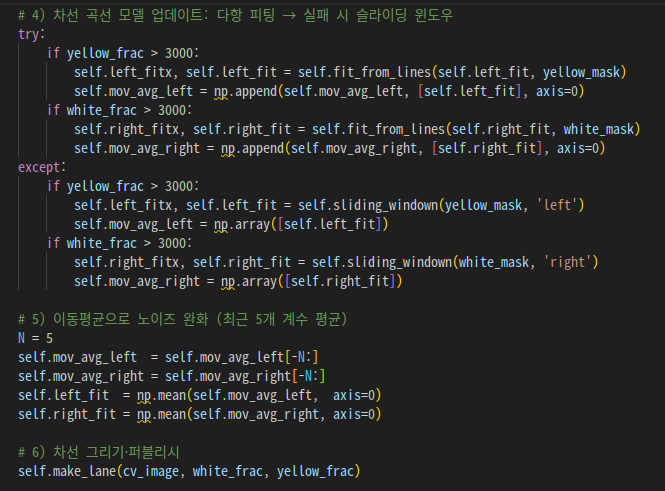 # 4) 차선 곡선 모델 업데이트: 다항 피팅 → 실패 시 슬라이딩 윈도우
try:
    if yellow_frac > 3000:
        self.left_fitx, self.left_fit = self.fit_from_lines(self.left_fit, yellow_mask)
        self.mov_avg_left = np.append(self.mov_avg_left, [self.left_fit], axis=0)
    if white_frac > 3000:
        self.right_fitx, self.right_fit = self.fit_from_lines(self.right_fit, white_mask)
        self.mov_avg_right = np.append(self.mov_avg_right, [self.right_fit], axis=0)
except:
    if yellow_frac > 3000:
        self.left_fitx, self.left_fit = self.sliding_windown(yellow_mask, 'left')
        self.mov_avg_left = np.array([self.left_fit])
    if white_frac > 3000:
        self.right_fitx, self.right_fit = self.sliding_windown(white_mask, 'right')
        self.mov_avg_right = np.array([self.right_fit])
# 5) 이동평균으로 노이즈 완화 (최근 5개 계수 평균)
N = 5
self.mov_avg_left  = self.mov_avg_left[-N:]
self.mov_avg_right = self.mov_avg_right[-N:]
self.left_fit  = np.mean(self.mov_avg_left,  axis=0)
self.right_fit = np.mean(self.mov_avg_right, axis=0)
# 6) 차선 그리기·퍼블리시
self.make_lane(cv_image, white_frac, yellow_frac)